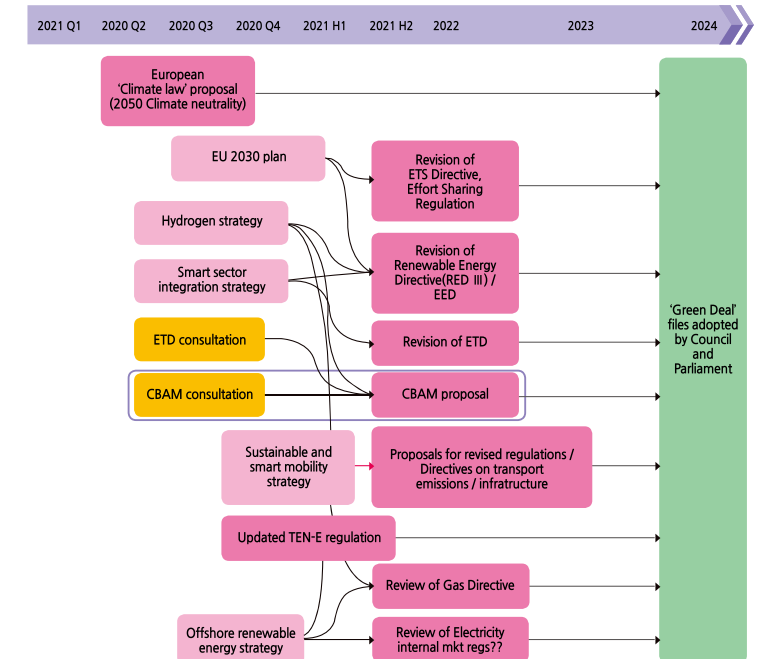 2021 Q1 2020 Q2 2020 Q3 2020 Q4 2021 H1 2021 H2 2022 2023 2024
European
'Climate law' proposal
(2050 Climate neutrality)
EU 2030 plan
Revision of
ETS Directive,
Effort Sharing
Regulation
Hydrogen strategy
Revision of
Renewable Energy
Directive(RED III) /
EED
Smart sector
integration strategy
ETD consultation
Revision of ETD
'Green Deal'
files adopted
by Council
and
Parliament
CBAM consultation
CBAM proposal
Sustainable and
smart mobility
strategy
Proposals for revised regulations /
Directives on transport
emissions / infratructure
Updated TEN-E regulation
Review of Gas Directive
Offshore renewable
energy strategy
Review of Electricity
internal mkt regs??